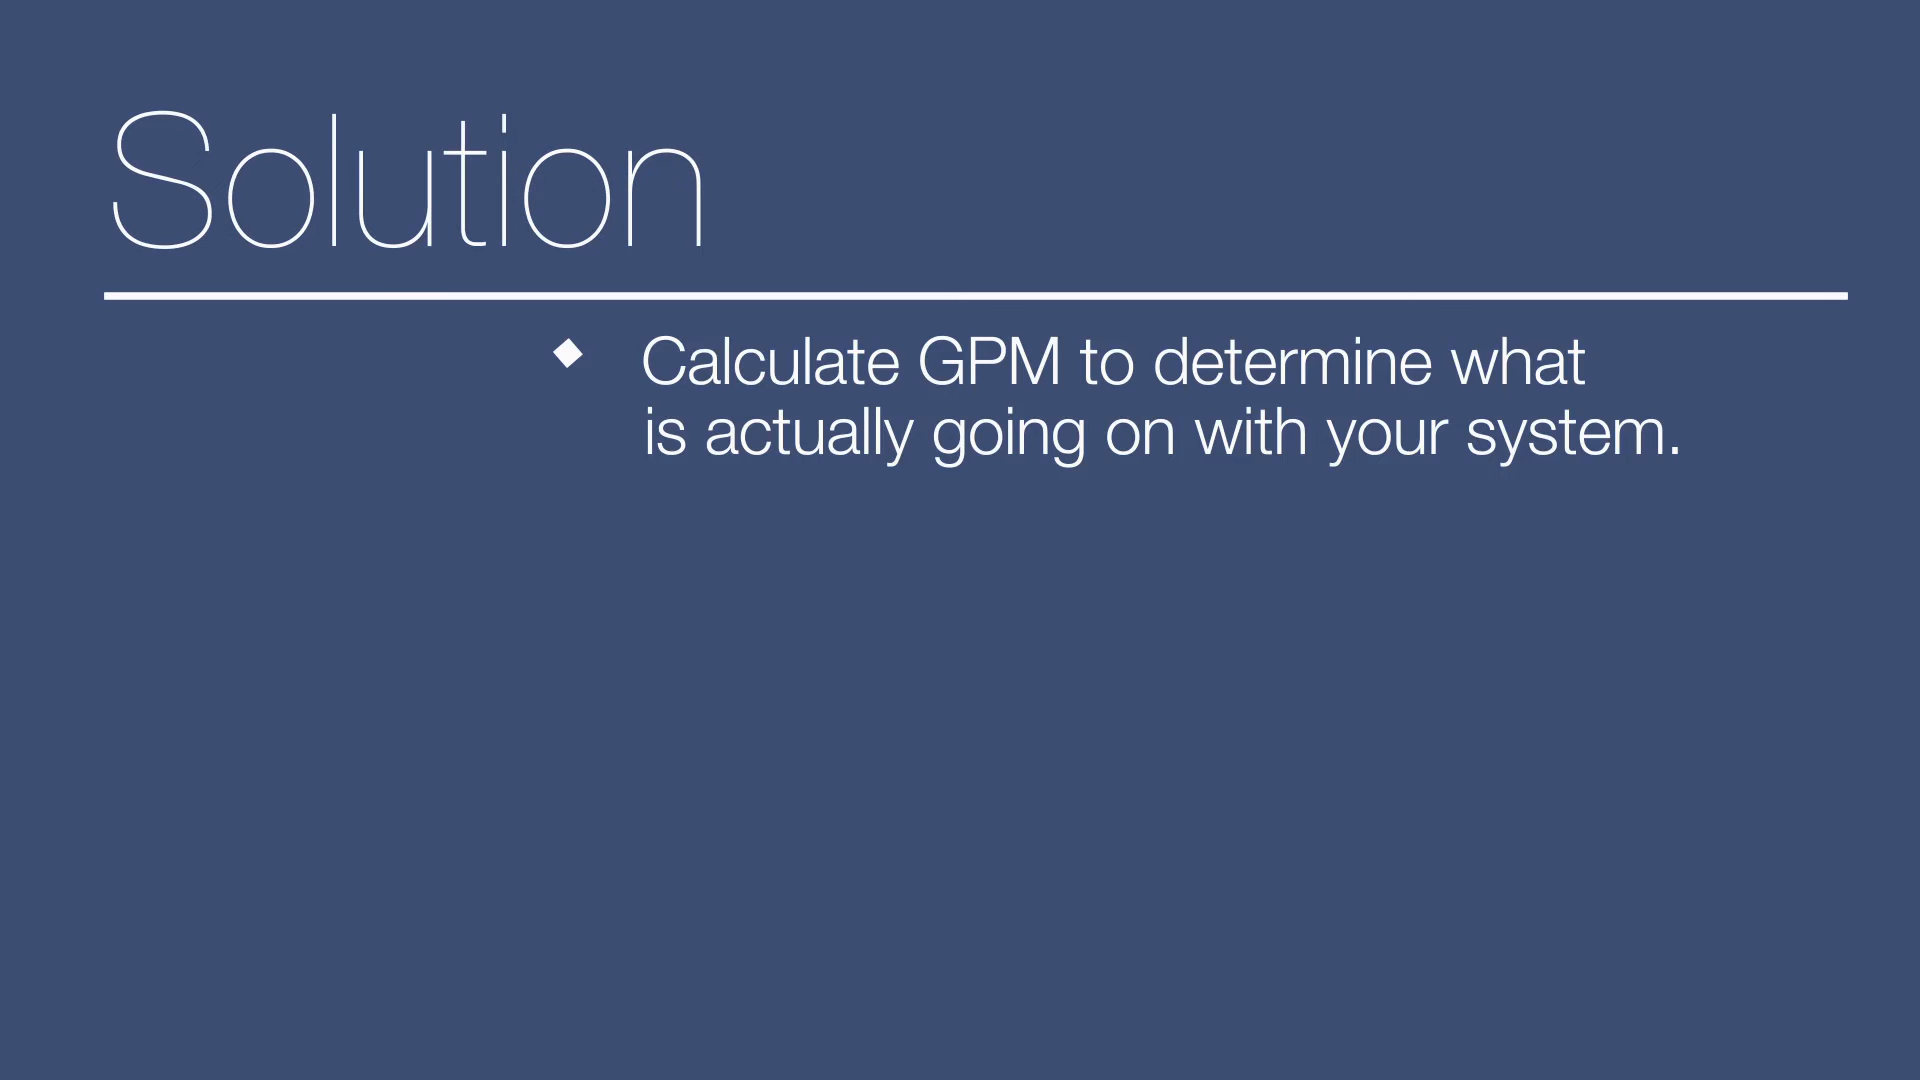 Solution
◆ Calculate GPM to determine what
is actually going on with your system.